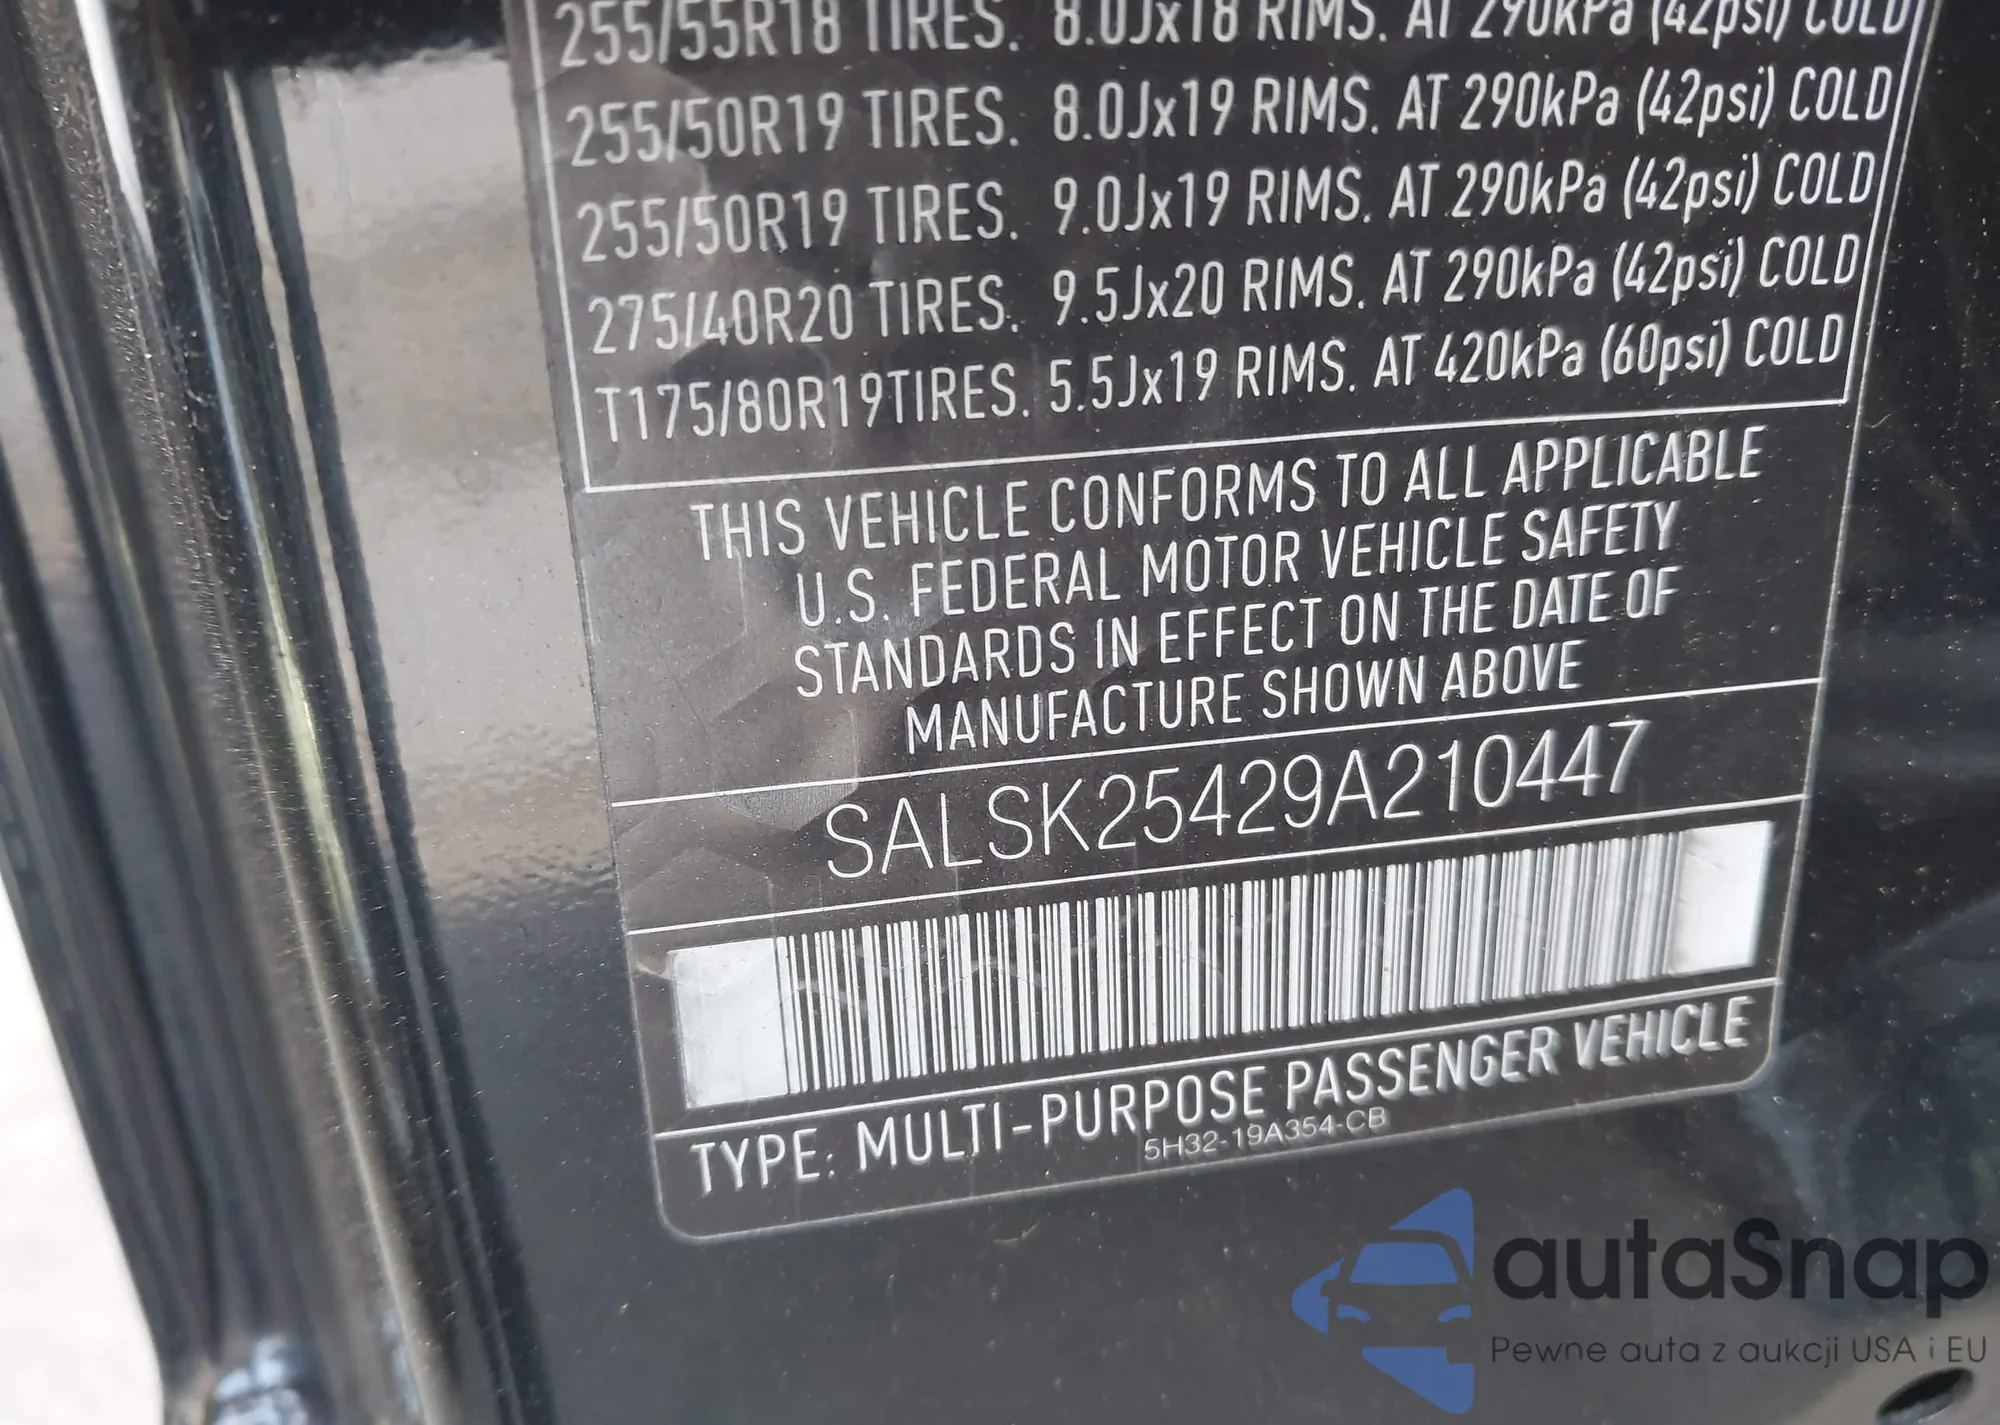 255/55R18 TIRES. 8.0Jx18 RIMS. AT 290kPa (42psi) COLD
255/50R19 TIRES. 8.0Jx19 RIMS. AT 290kPa (42psi) COLD
255/50R19 TIRES. 9.0Jx19 RIMS. AT 290kPa (42psi) COLD
275/40R20 TIRES. 9.5Jx20 RIMS. AT 290kPa (42psi) COLD
T175/80R19TIRES. 5.5Jx19 RIMS. AT 420kPa (60psi) COLD
THIS VEHICLE CONFORMS TO ALL APPLICABLE
U.S. FEDERAL MOTOR VEHICLE SAFETY
STANDARDS IN EFFECT ON THE DATE OF
MANUFACTURE SHOWN ABOVE
SALSK25429A210447
TYPE: MULTI-PURPOSE PASSENGER VEHICLE
5H32-19A354-CB
autaSnap
Pewne auta z aukcji USA i EU